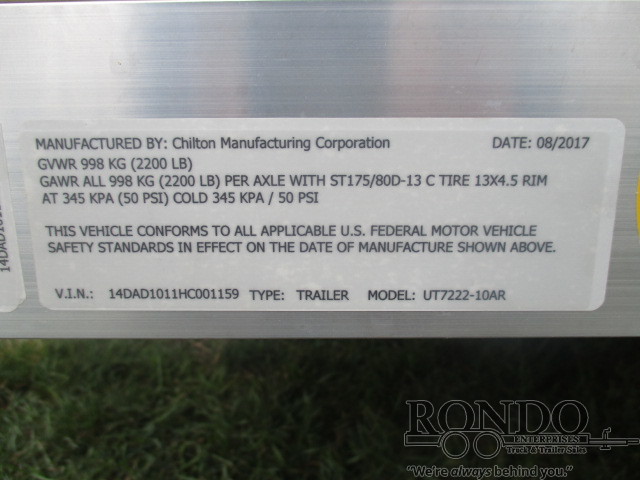 MANUFACTURED BY: Chilton Manufacturing Corporation DATE: 08/2017
GVWR 998 KG (2200 LB)
GAWR ALL 998 KG (2200 LB) PER AXLE WITH ST175/80D-13 C TIRE 13X4.5 RIM
AT 345 KPA (50 PSI) COLD 345 KPA / 50 PSI
THIS VEHICLE CONFORMS TO ALL APPLICABLE U.S. FEDERAL MOTOR VEHICLE
SAFETY STANDARDS IN EFFECT ON THE DATE OF MANUFACTURE SHOWN ABOVE.
V.I.N.: 14DAD1011HC001159 TYPE: TRAILER MODEL: UT7222-10AR
RONDO
ENTERPRISES
Truck & Trailer Sales
"We're always behind you."